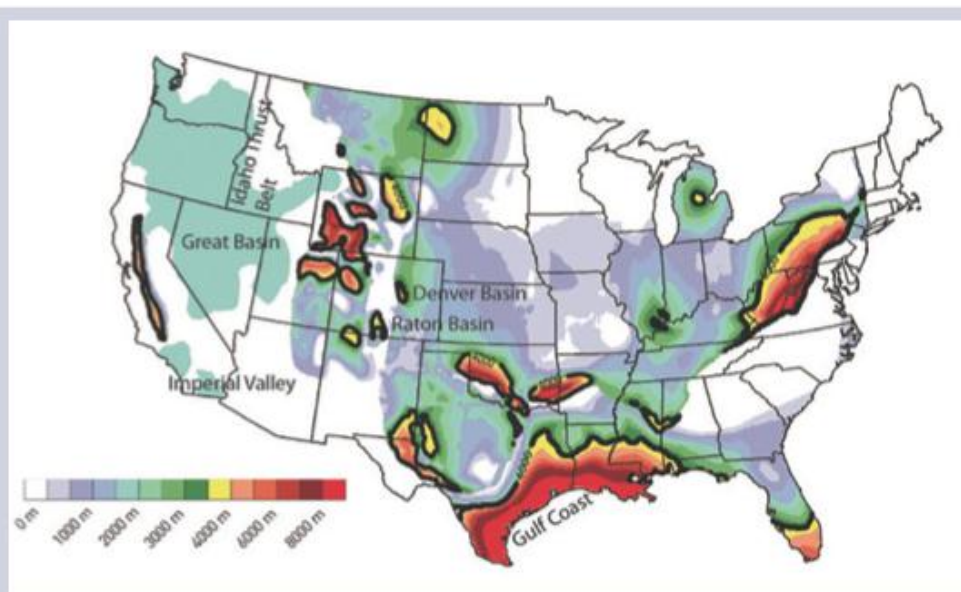 Idaho Thrust
Belt
Great Basin
Denver Basin
Raton Basin
Imperial Valley
Gulf Coast
0 m
1000 m
2000 m
3000 m
4000 m
6000 m
8000 m